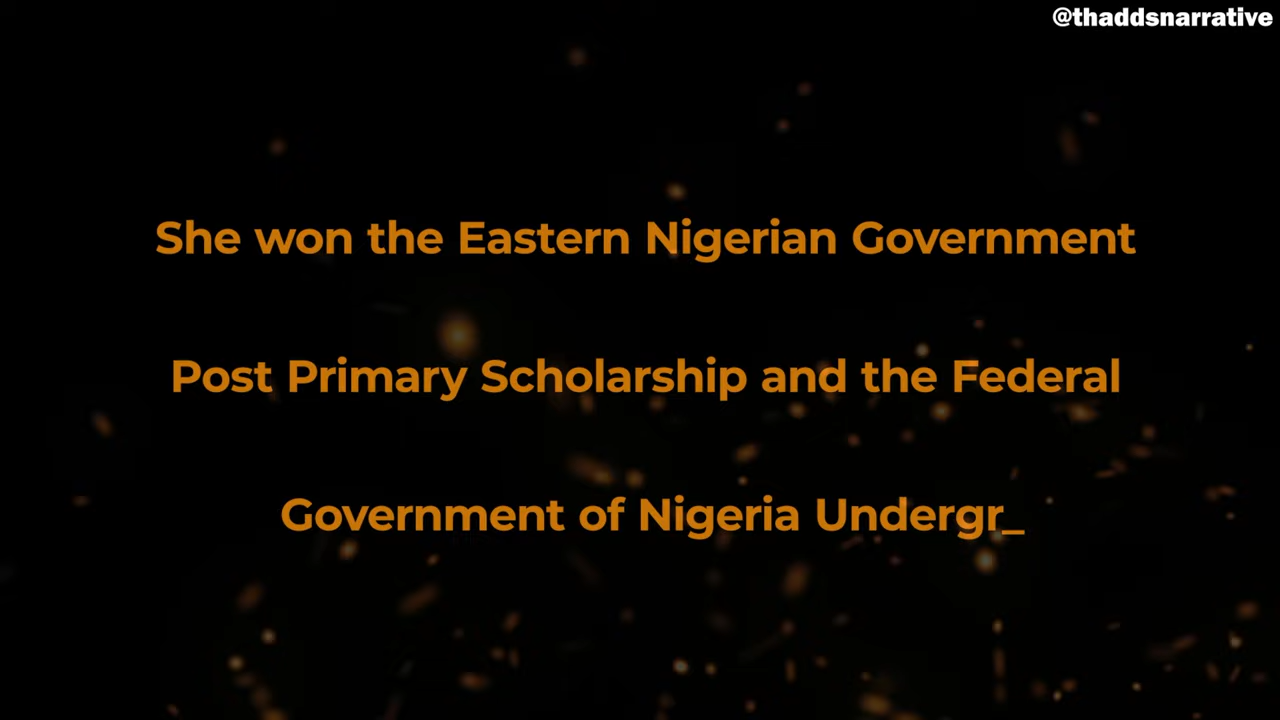 @thaddsnarrative
She won the Eastern Nigerian Government
Post Primary Scholarship and the Federal
Government of Nigeria Undergr_